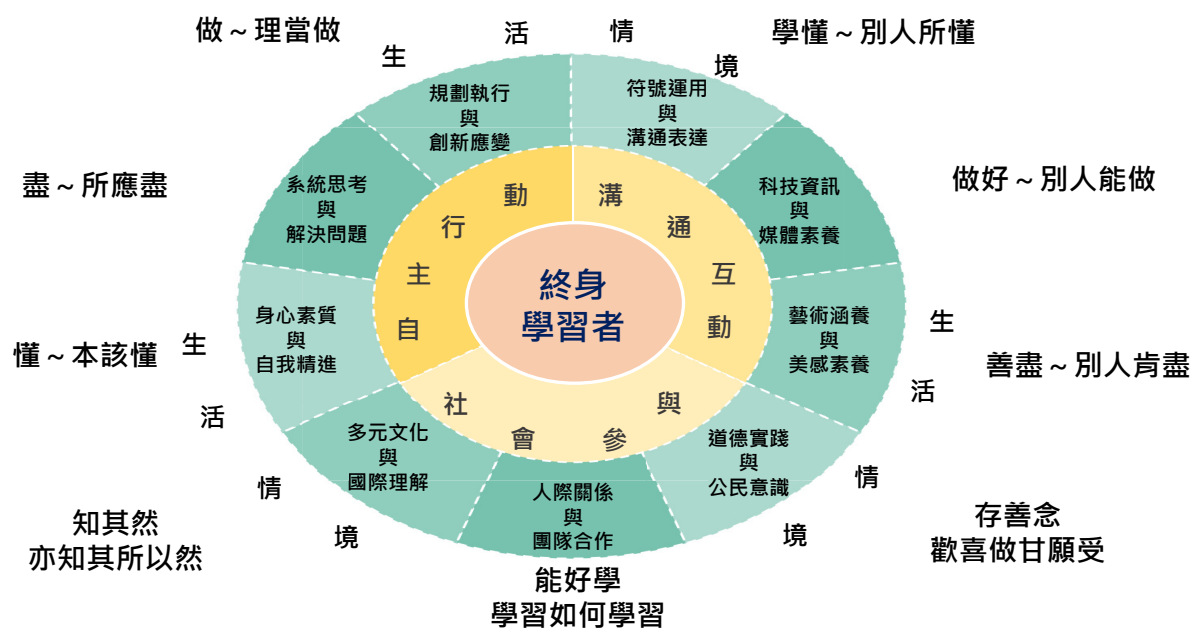 做~理當做
生活情境
學懂~別人所懂
規劃執行
與
創新應變
符號運用
與
溝通表達
盡~所應盡
系統思考
與
解決問題
科技資訊
與
媒體素養
做好~別人能做
自主行動
溝通互動
終身
學習者
懂~本該懂
生活情境
身心素質
與
自我精進
藝術涵養
與
美感素養
生活情境
善盡~別人肯盡
社會參與
多元文化
與
國際理解
人際關係
與
團隊合作
道德實踐
與
公民意識
知其然
亦知其所以然
能好學
學習如何學習
存善念
歡喜做甘願受